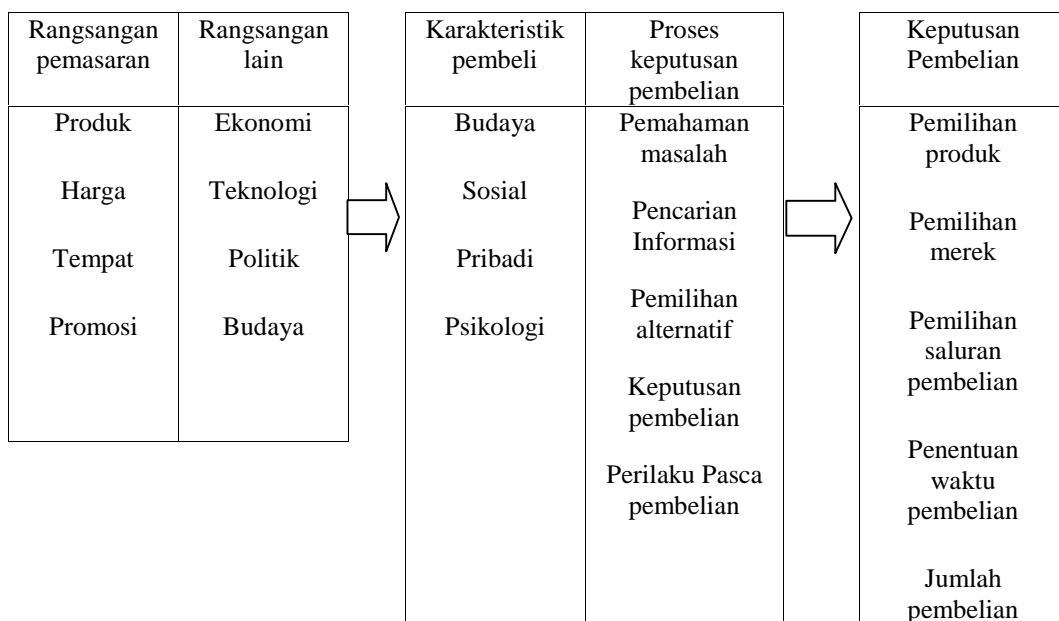 Rangsangan
pemasaran
Rangsangan
lain
Karakteristik
pembeli
Proses
keputusan
pembelian
Keputusan
Pembelian
Produk
Harga
Tempat
Promosi
Ekonomi
Teknologi
Politik
Budaya
Budaya
Sosial
Pribadi
Psikologi
Pemahaman
masalah
Pencarian
Informasi
Pemilihan
alternatif
Keputusan
pembelian
Perilaku Pasca
pembelian
Pemilihan
produk
Pemilihan
merek
Pemilihan
saluran
pembelian
Penentuan
waktu
pembelian
Jumlah
pembelian